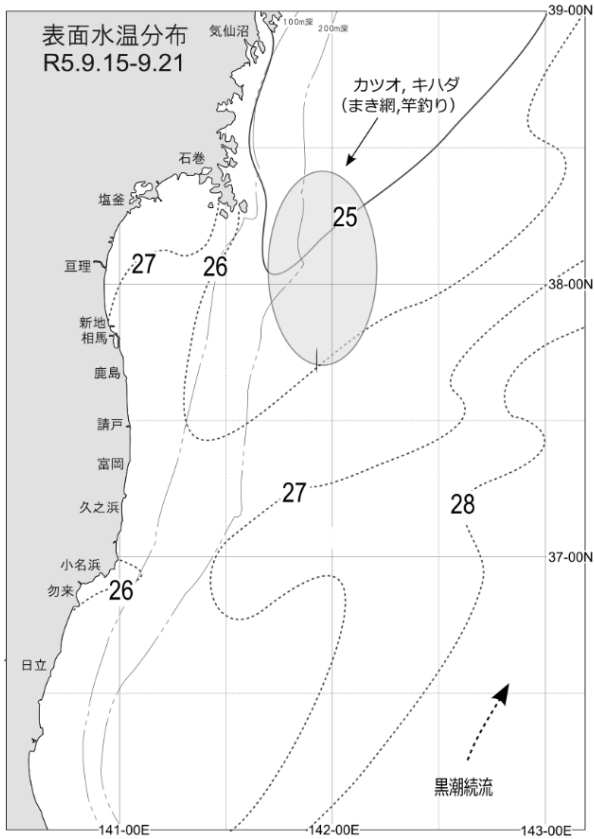 39-00N
表面水温分布
R5.9.15-9.21
気仙沼
100m深
200m深
カツオ, キハダ
(まき網,竿釣り)
石巻
塩釜
25
亘理
27
26
38-00N
新地
相馬
鹿島
請戸
富岡
27
28
久之浜
37-00N
小名浜
勿来
26
日立
黒潮続流
141-00E
142-00E
143-00E